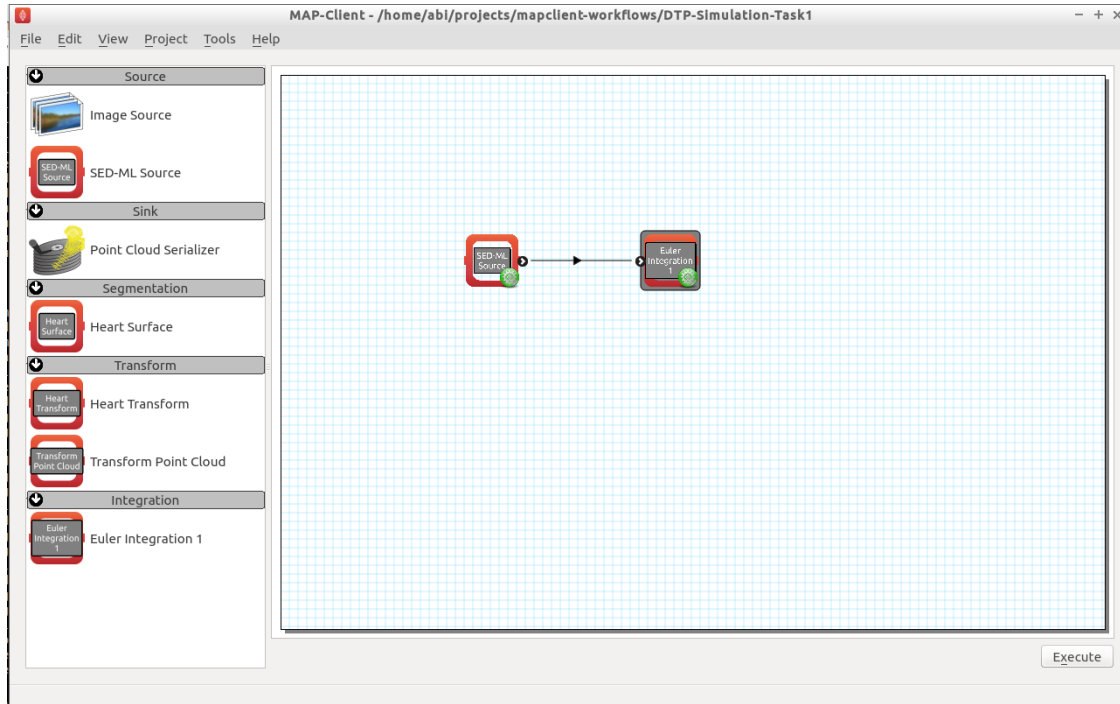 MAP-Client - /home/abi/projects/mapclient-workflows/DTP-Simulation-Task1
File Edit View Project Tools Help
Source
Image Source
SED-ML
Source
SED-ML Source
Sink
Point Cloud Serializer
Segmentation
Heart
Surface
Heart Surface
Transform
Heart
Transform
Heart Transform
Transform
Point Cloud
Transform Point Cloud
Integration
Euler
Integration
1
Euler Integration 1
SED-ML
Source
Euler
Integration
1
Execute